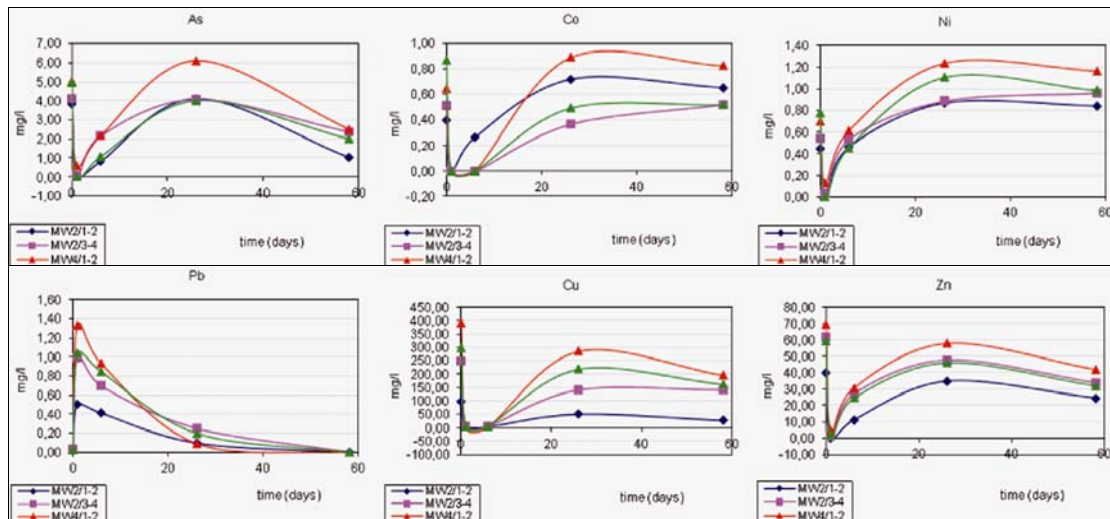 As
7,00
6,00
5,00
4,00
3,00
2,00
1,00
0,00
-1,00
mg/l
0
20
40
60
time (days)
MW2/1-2
MW2/3-4
MW4/1-2
Co
1,00
0,80
0,60
0,40
0,20
0,00
-0,20
mg/l
0
20
40
60
time (days)
MW2/1-2
MW2/3-4
MW4/1-2
Ni
1,40
1,20
1,00
0,80
0,60
0,40
0,20
0,00
mg/l
0
20
40
60
time (days)
MW2/1-2
MW2/3-4
MW4/1-2
Pb
1,60
1,40
1,20
1,00
0,80
0,60
0,40
0,20
0,00
mg/l
0
20
40
60
time (days)
MW2/1-2
MW2/3-4
MW4/1-2
Cu
450,00
400,00
350,00
300,00
250,00
200,00
150,00
100,00
50,00
0,00
-50,00
-100,00
mg/l
0
20
40
60
time (days)
MW2/1-2
MW2/3-4
MW4/1-2
Zn
80,00
70,00
60,00
50,00
40,00
30,00
20,00
10,00
0,00
-10,00
mg/l
0
20
40
60
time (days)
MW2/1-2
MW2/3-4
MW4/1-2